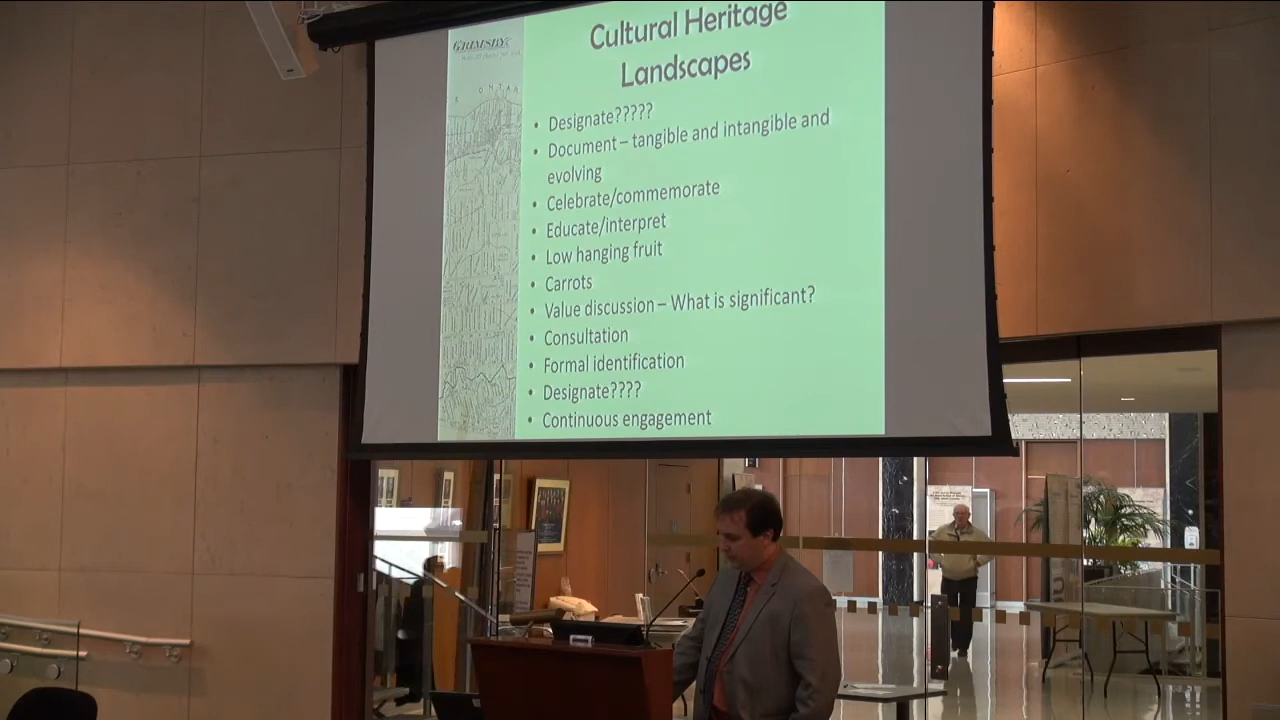 GRIMSBY
Cultural Heritage
Landscapes
• Designate?????
• Document – tangible and intangible and
evolving
• Celebrate/commemorate
• Educate/interpret
• Low hanging fruit
• Carrots
• Value discussion – What is significant?
• Consultation
• Formal identification
• Designate????
• Continuous engagement